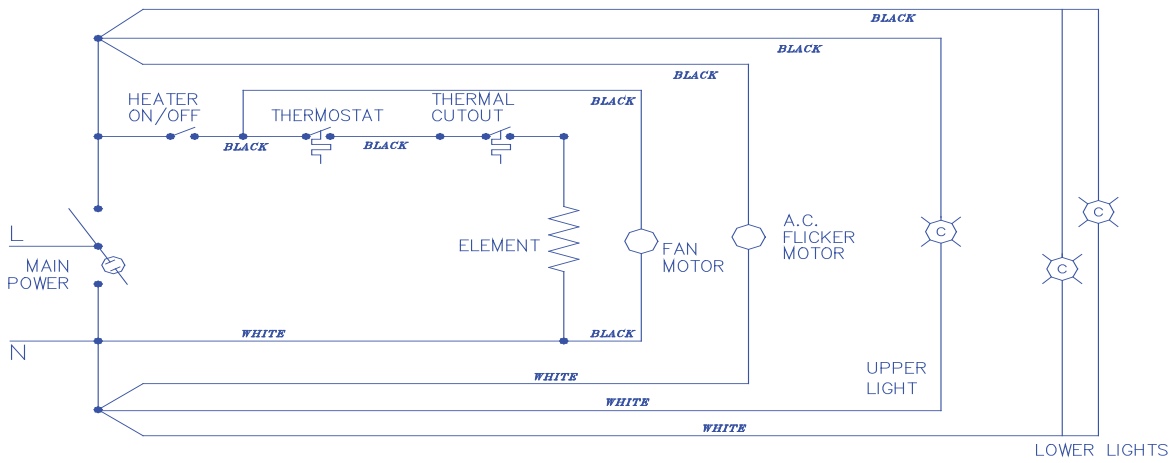 BLACK
BLACK
BLACK
HEATER
ON/OFF
THERMOSTAT
THERMAL
CUTOUT
BLACK
BLACK
BLACK
C
C
C
L
MAIN
POWER
ELEMENT
FAN
MOTOR
A.C.
FLICKER
MOTOR
N
WHITE
BLACK
UPPER
LIGHT
WHITE
WHITE
WHITE
LOWER LIGHTS